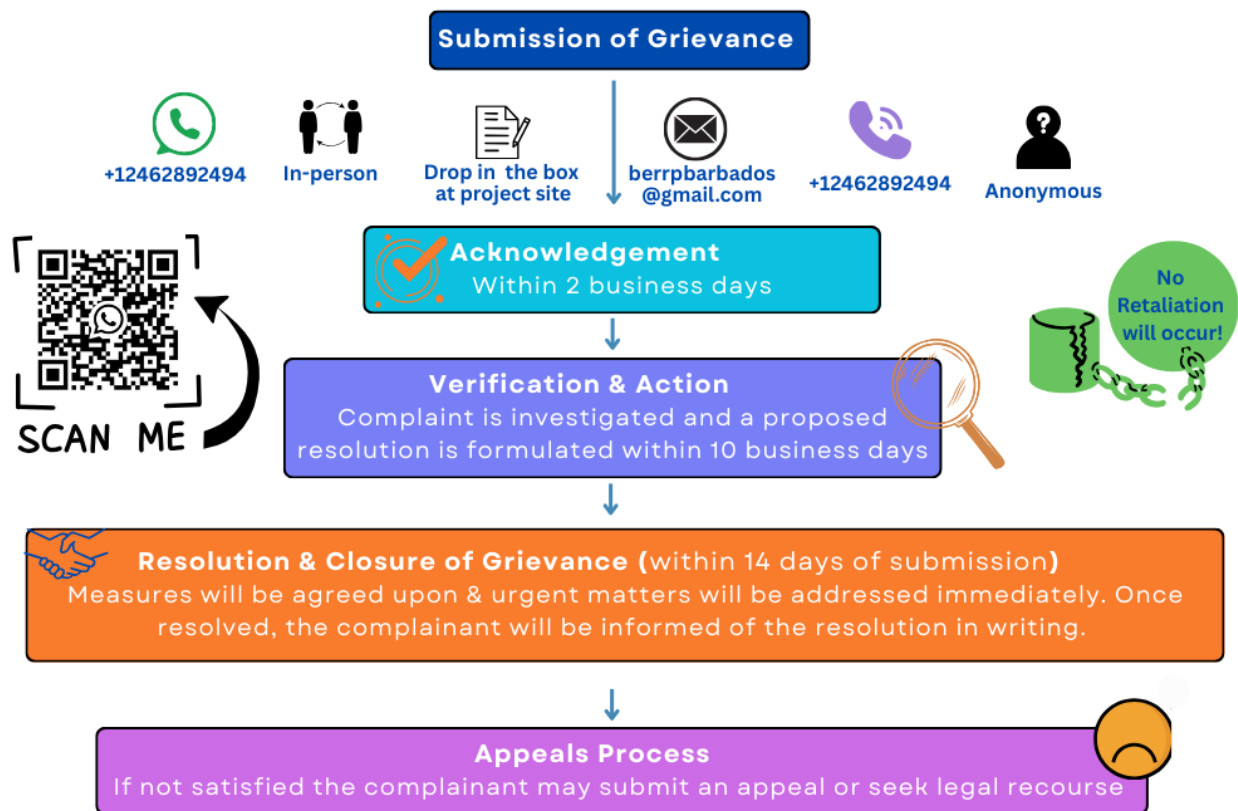 Submission of Grievance
+12462892494
In-person
Drop in the box
at project site
berrpbarbados
@gmail.com
+12462892494
Anonymous
?
SCAN ME
Acknowledgement
Within 2 business days
No
Retaliation
will occur!
Verification & Action
Complaint is investigated and a proposed
resolution is formulated within 10 business days
Resolution & Closure of Grievance (within 14 days of submission)
Measures will be agreed upon & urgent matters will be addressed immediately. Once
resolved, the complainant will be informed of the resolution in writing.
Appeals Process
If not satisfied the complainant may submit an appeal or seek legal recourse